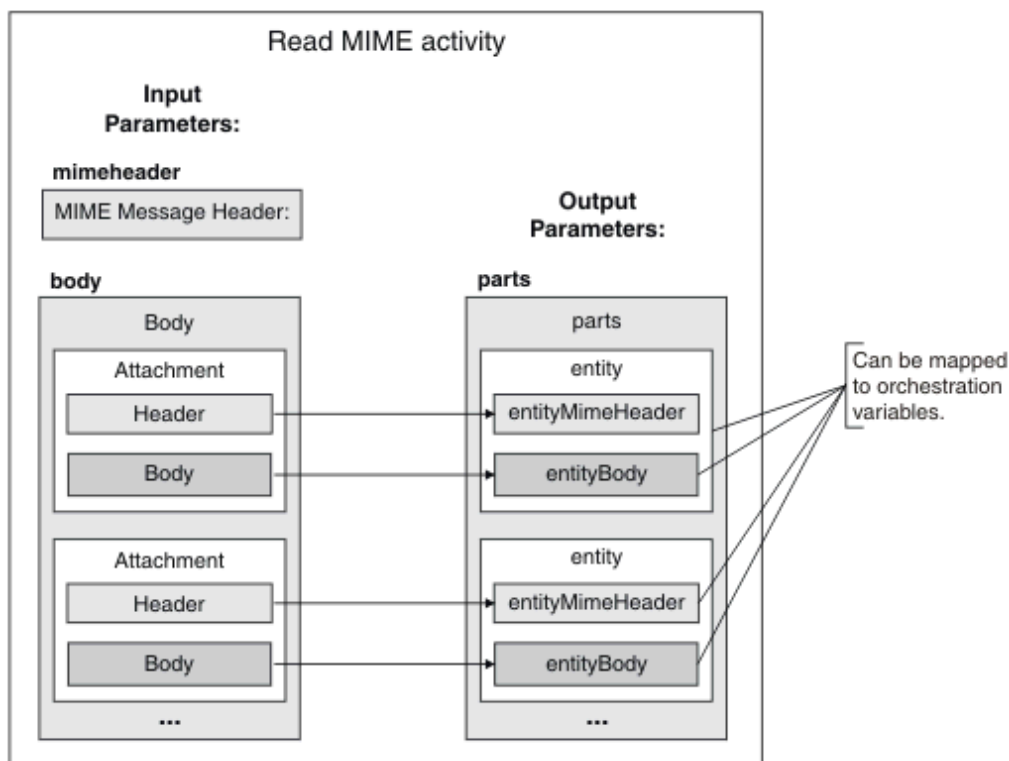 Read MIME activity
Input
Parameters:
mimeheader
MIME Message Header:
body
Body
Attachment
Header
Body
Attachment
Header
Body
...
Output
Parameters:
parts
parts
entity
entityMimeHeader
entityBody
entity
entityMimeHeader
entityBody
...
Can be mapped
to orchestration
variables.